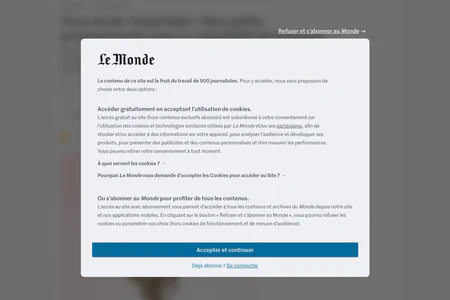 Refuser et s'abonner au Monde →
Le Monde
Le contenu de ce site est le fruit du travail de 500 journalistes. Pour y accéder, nous vous proposons de
choisir entre deux options :
Accéder gratuitement en acceptant l'utilisation de cookies.
L'accès gratuit au site (hors contenus exclusifs abonnés) est subordonné à votre consentement sur
l'utilisation des cookies et technologies similaires utilisés par Le Monde et/ou ses partenaires, afin de
stocker et/ou accéder à des informations sur votre appareil, pour analyser l'audience et développer ses
produits, pour présenter des publicités et des contenus personnalisés et d'en mesurer les performances.
Vous pouvez retirer votre consentement à tout moment.
À quoi servent les cookies ?
Pourquoi Le Monde vous demande d'accepter les Cookies pour accéder au Site ?
Ou s'abonner au Monde pour profiter de tous les contenus.
L'accès au site avec abonnement vous permet d'accéder à tous les contenus et archives du Monde depuis notre site
et nos applications mobiles. En cliquant sur le bouton « Refuser et s'abonner au Monde », vous pourrez refuser les
cookies ou paramétrer vos choix (hors cookies de fonctionnement et de mesure d'audience).
Accepter et continuer
Déjà abonné ? Se connecter